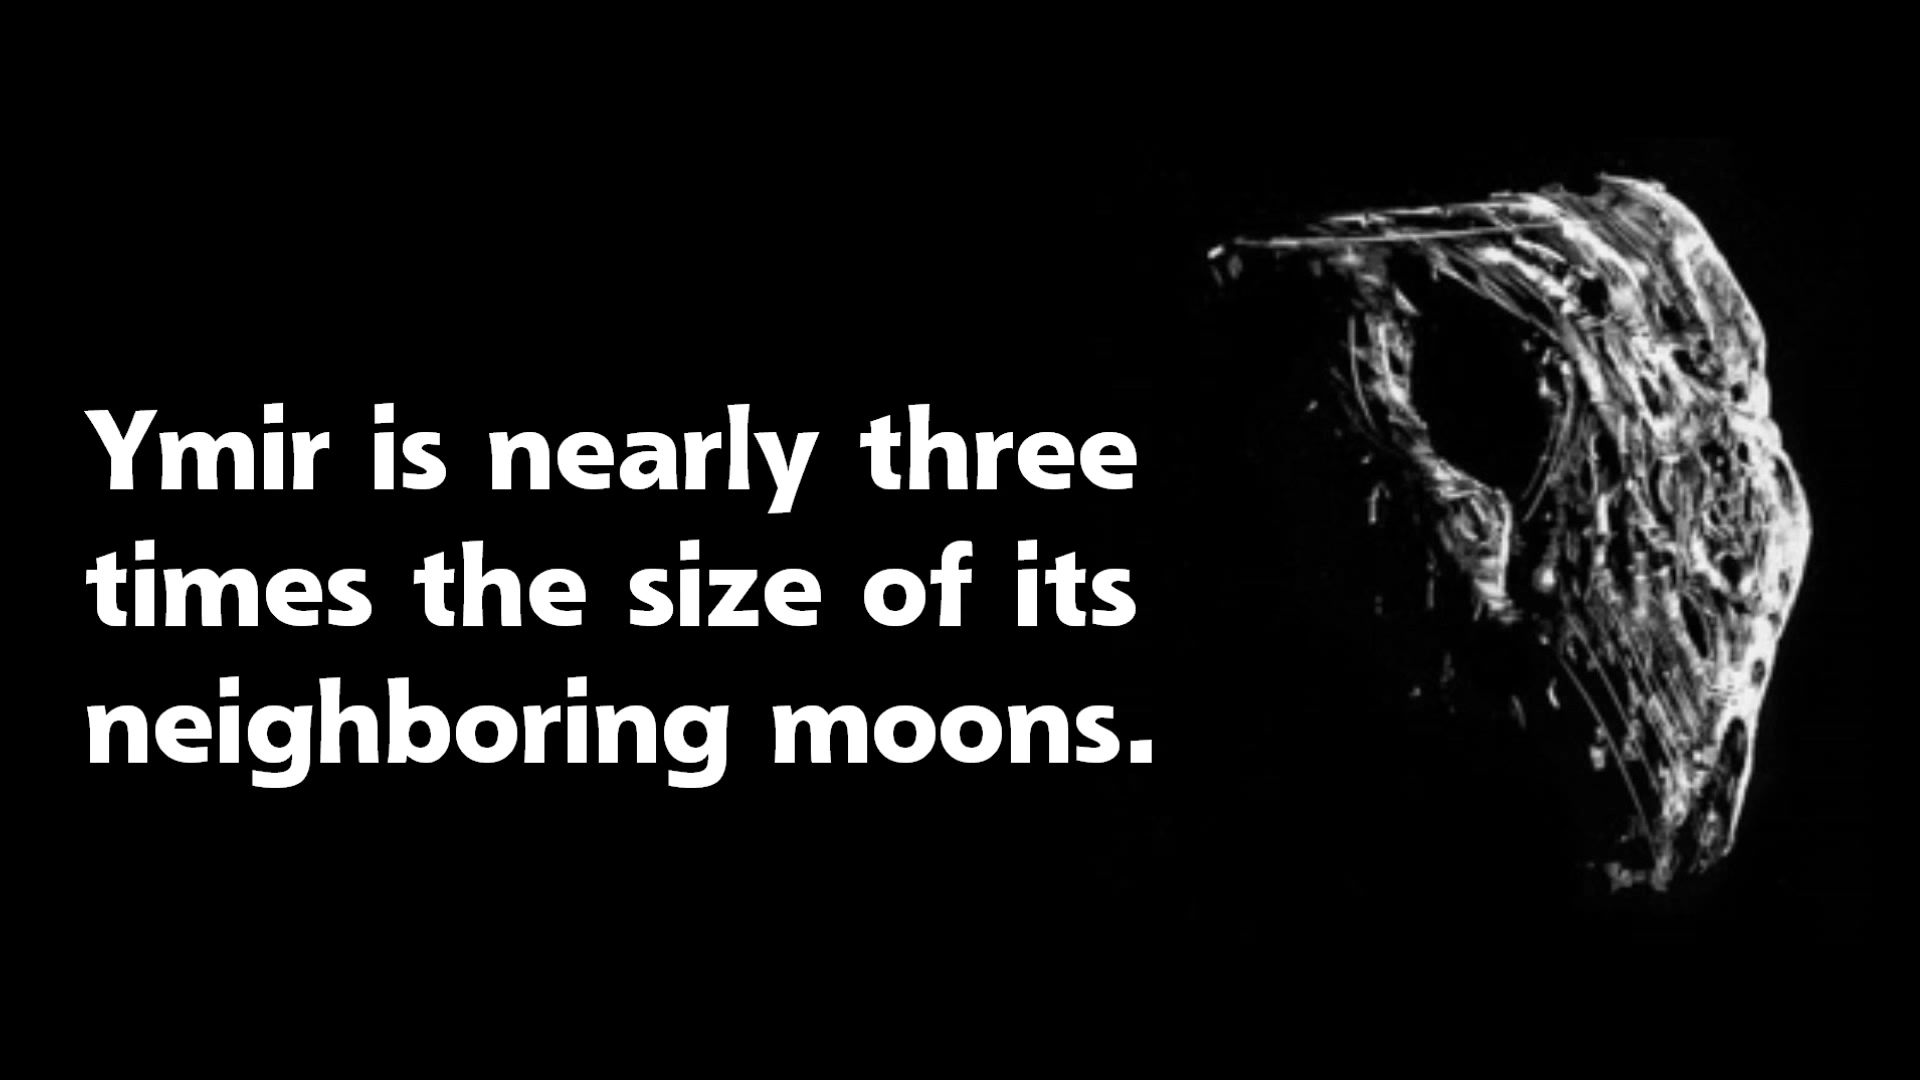 Ymir is nearly three
times the size of its
neighboring moons.